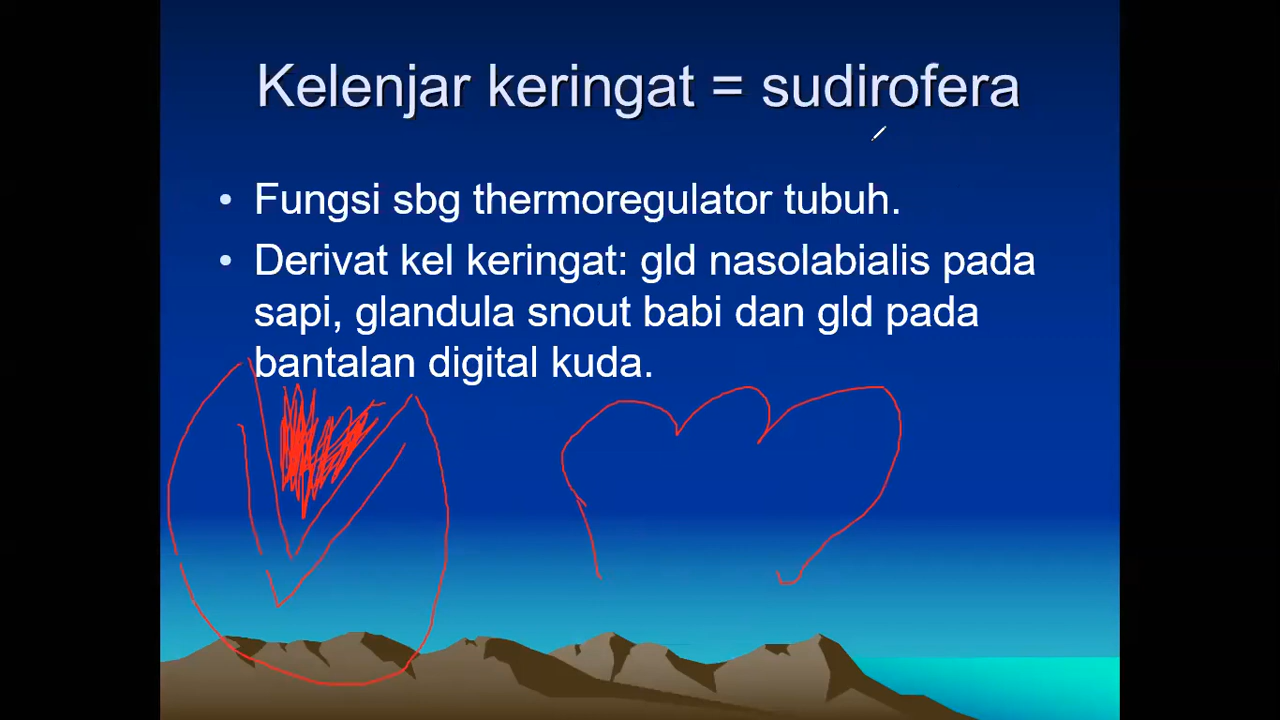 Kelenjar keringat = sudirofera
• Fungsi sbg thermoregulator tubuh.
• Derivat kel keringat: gld nasolabialis pada
sapi, glandula snout babi dan gld pada
bantalan digital kuda.